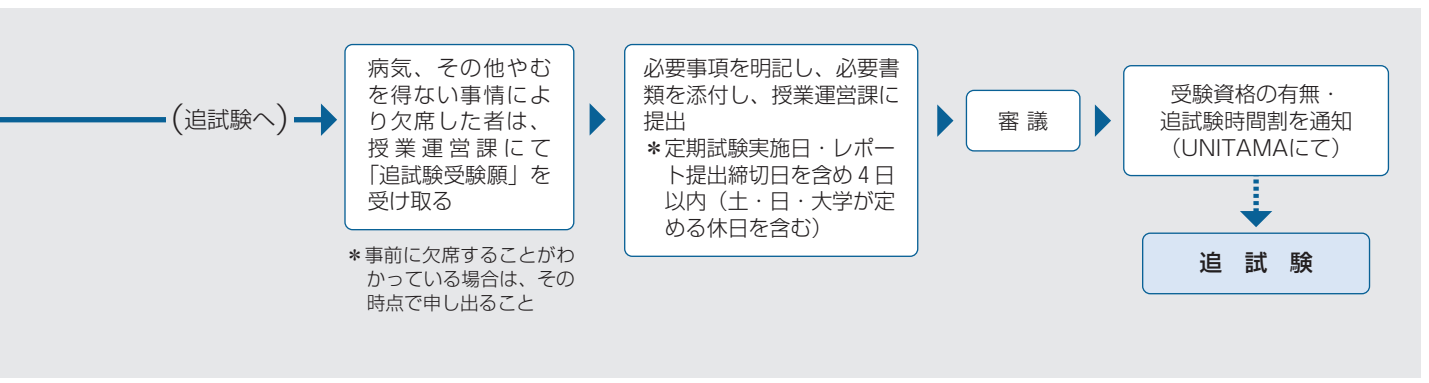 （追試験へ）
病気、その他やむ
を得ない事情によ
り欠席した者は、
授業運営課にて
「追試験受験願」を
受け取る
＊事前に欠席することがわ
かっている場合は、その
時点で申し出ること
必要事項を明記し、必要書
類を添付し、授業運営課に
提出
＊定期試験実施日・レポー
ト提出締切日を含め4日
以内（土・日・大学が定
める休日を含む）
審議
受験資格の有無・
追試験時間割を通知
（UNITAMAにて）
追試験